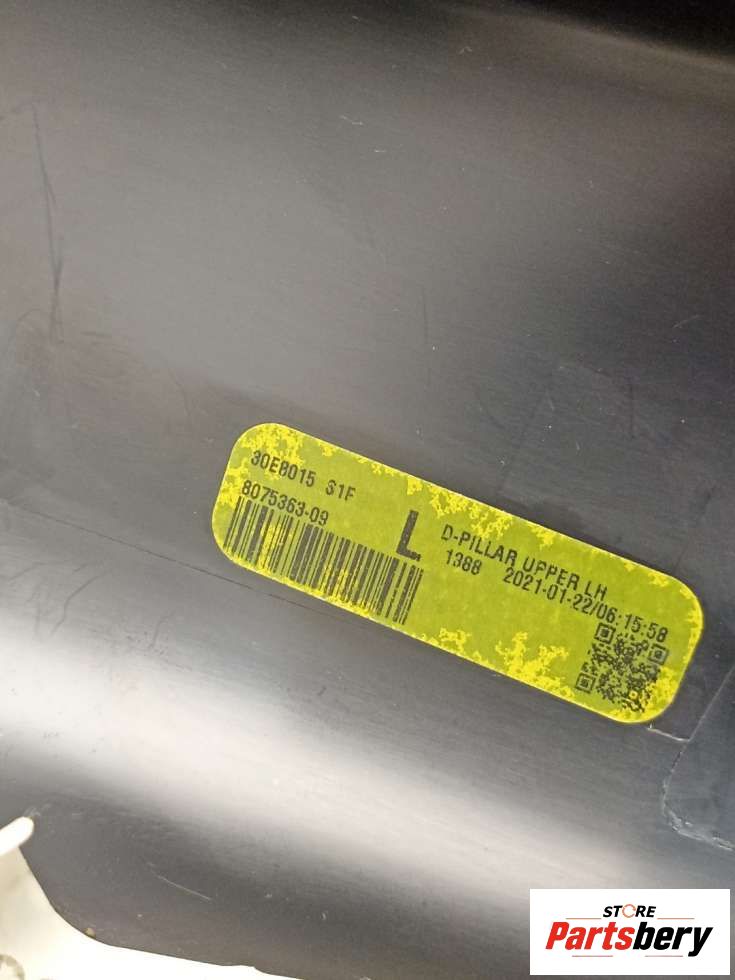 30E8015 S1F
8075363-09
L
D-PILLAR UPPER LH
1388 2021-01-22/06:15:58
STORE
Partsbery